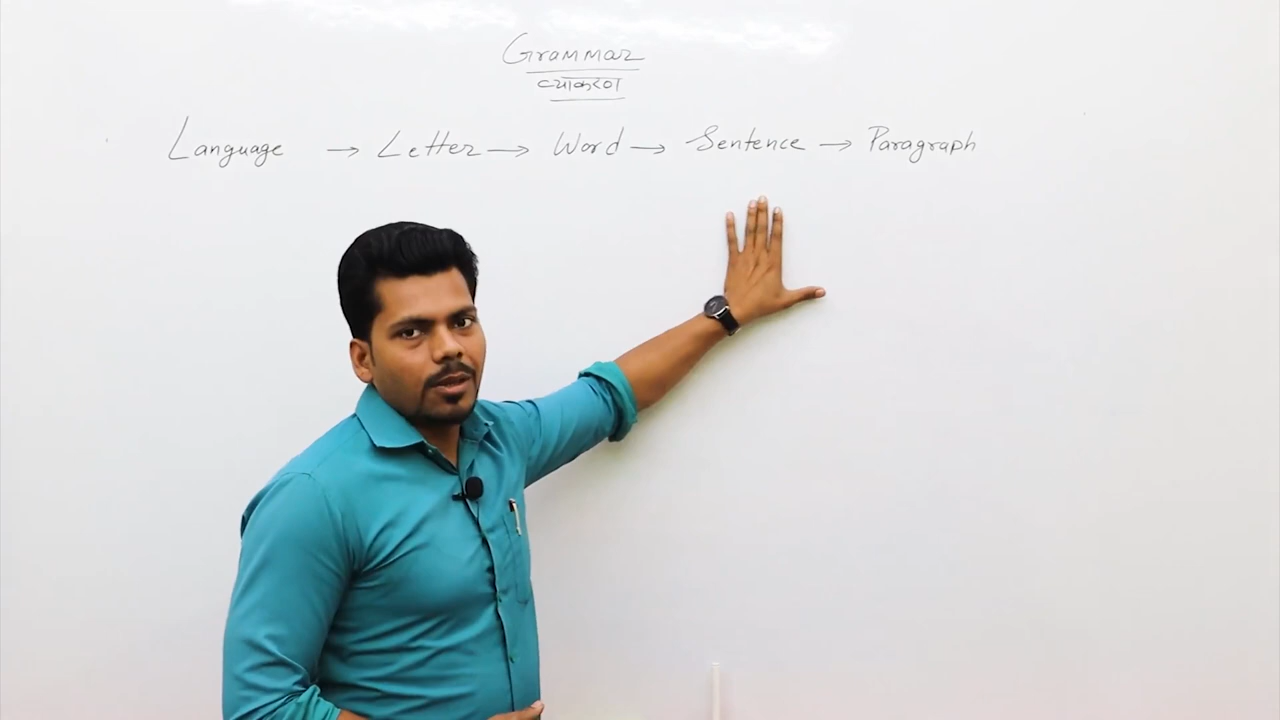 Grammar
व्याकरण
Language → Letter → Word → Sentence → Paragraph